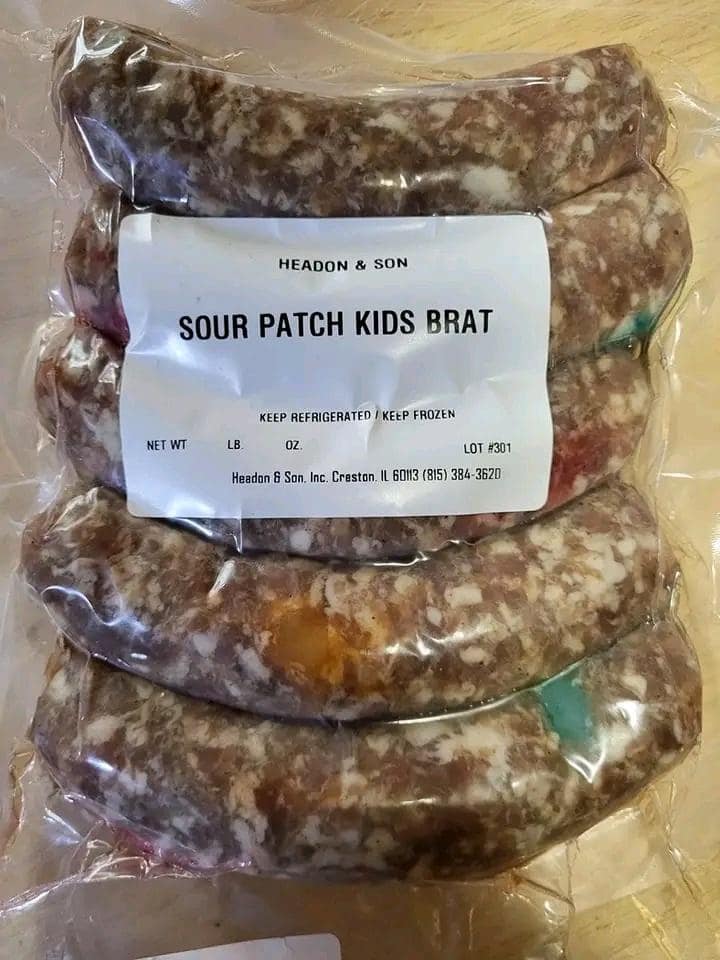 HEADON & SON
SOUR PATCH KIDS BRAT
KEEP REFRIGERATED / KEEP FROZEN
NET WT LB. OZ. LOT #301
Headon & Son, Inc. Creston, IL 60113 (815) 384-3620